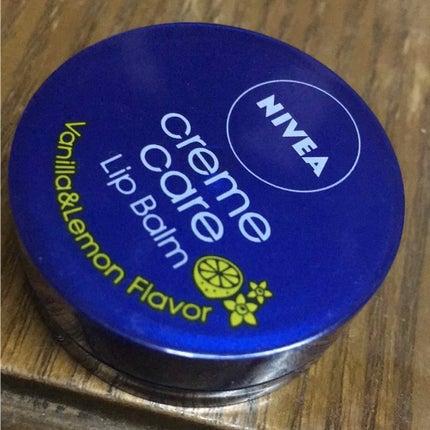 NIVEA
creme
care
Lip Balm
Vanilla&Lemon Flavor